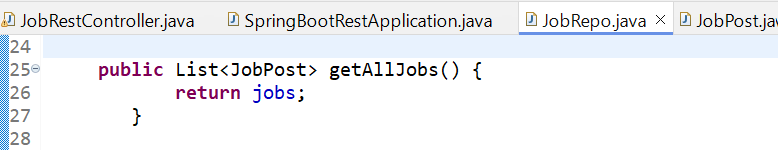 JobRestController.java SpringBootRestApplication.java JobRepo.java × JobPost.jav
24
25 public List<JobPost> getAllJobs() {
26 return jobs;
27 }
28